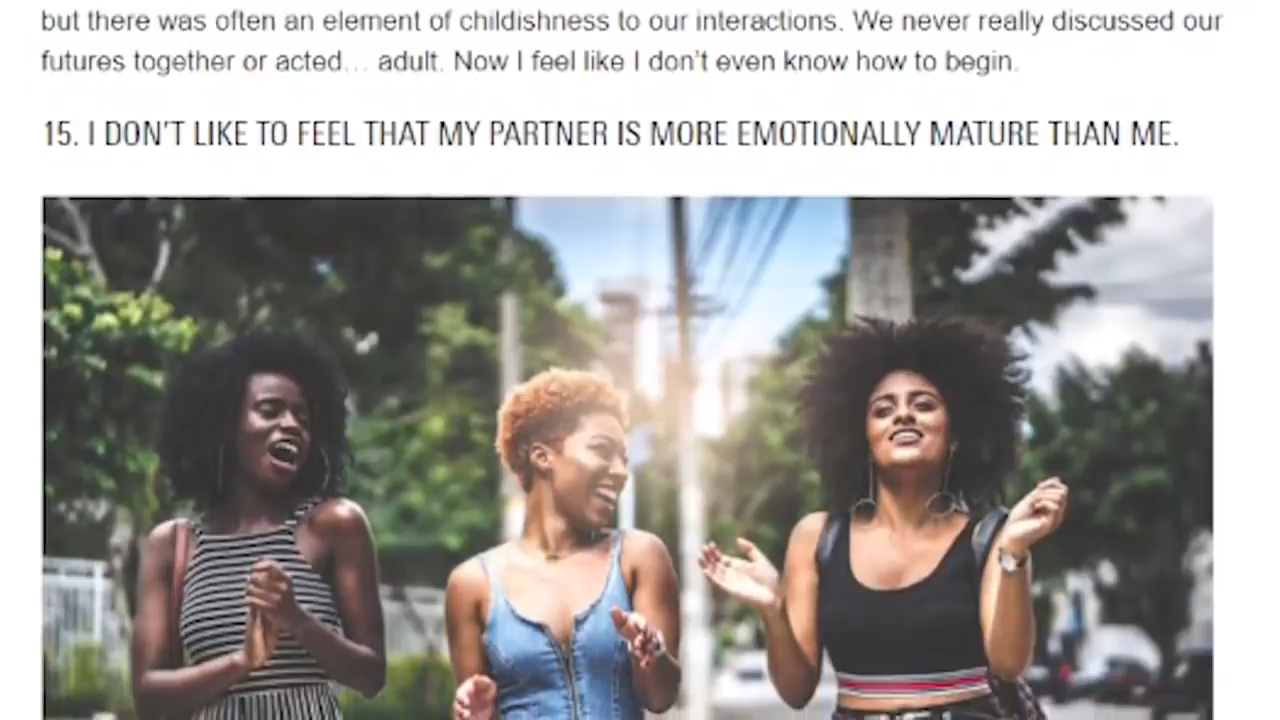 but there was often an element of childishness to our interactions. We never really discussed our
futures together or acted… adult. Now I feel like I don't even know how to begin.
15. I DON'T LIKE TO FEEL THAT MY PARTNER IS MORE EMOTIONALLY MATURE THAN ME.